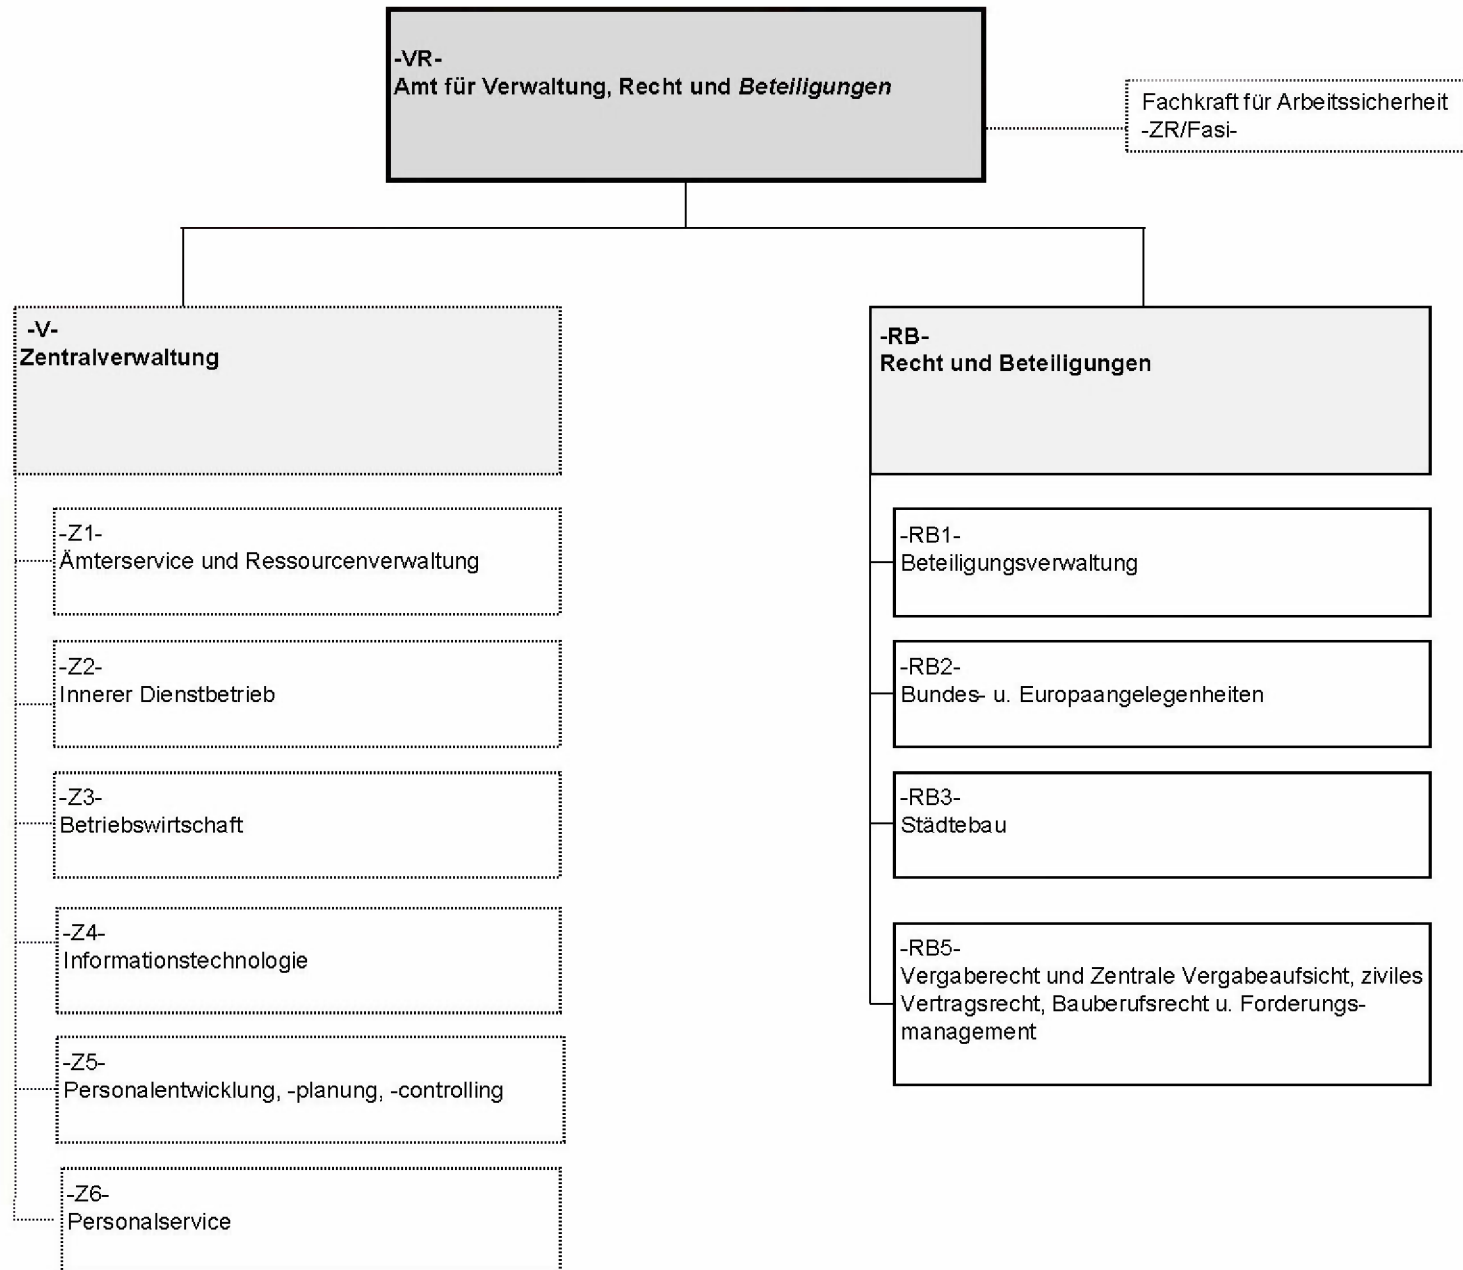 -VR-
Amt für Verwaltung, Recht und Beteiligungen
Fachkraft für Arbeitssicherheit
-ZR/Fasi-
-V-
Zentralverwaltung
-Z1-
Ämterservice und Ressourcenverwaltung
-Z2-
Innerer Dienstbetrieb
-Z3-
Betriebswirtschaft
-Z4-
Informationstechnologie
-Z5-
Personalentwicklung, -planung, -controlling
-Z6-
Personalservice
-RB-
Recht und Beteiligungen
-RB1-
Beteiligungsverwaltung
-RB2-
Bundes- u. Europaangelegenheiten
-RB3-
Städtebau
-RB5-
Vergaberecht und Zentrale Vergabeaufsicht, ziviles
Vertragsrecht, Bauberufsrecht u. Forderungs-
management